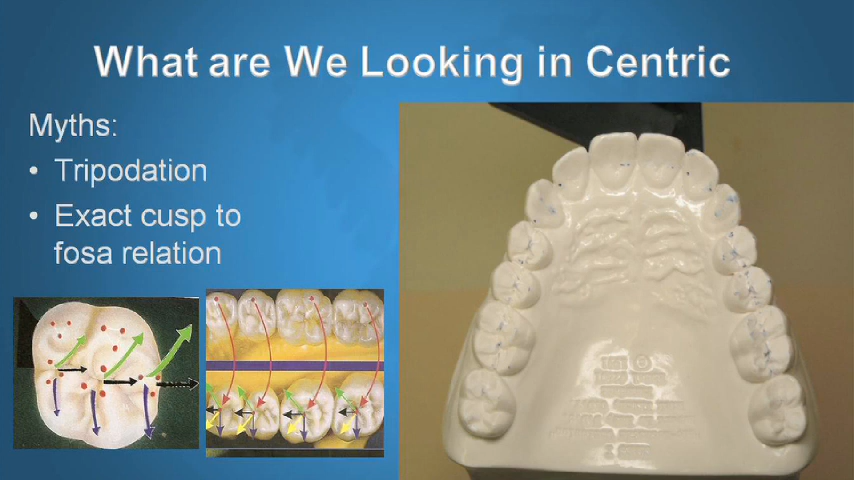 What are We Looking in Centric
Myths:
• Tripodation
• Exact cusp to
fosa relation